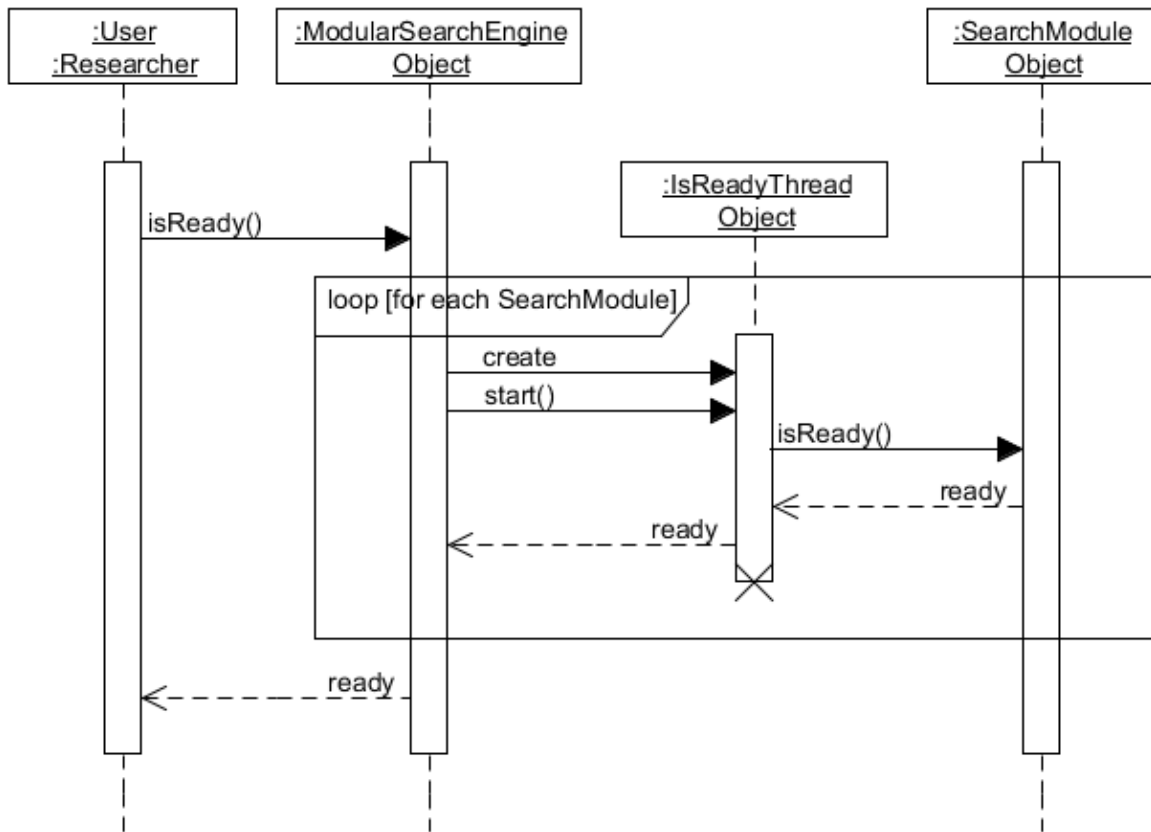 :User
:Researcher
:ModularSearchEngine
Object
:SearchModule
Object
:IsReadyThread
Object
isReady()
loop [for each SearchModule]
create
start()
isReady()
ready
ready
ready